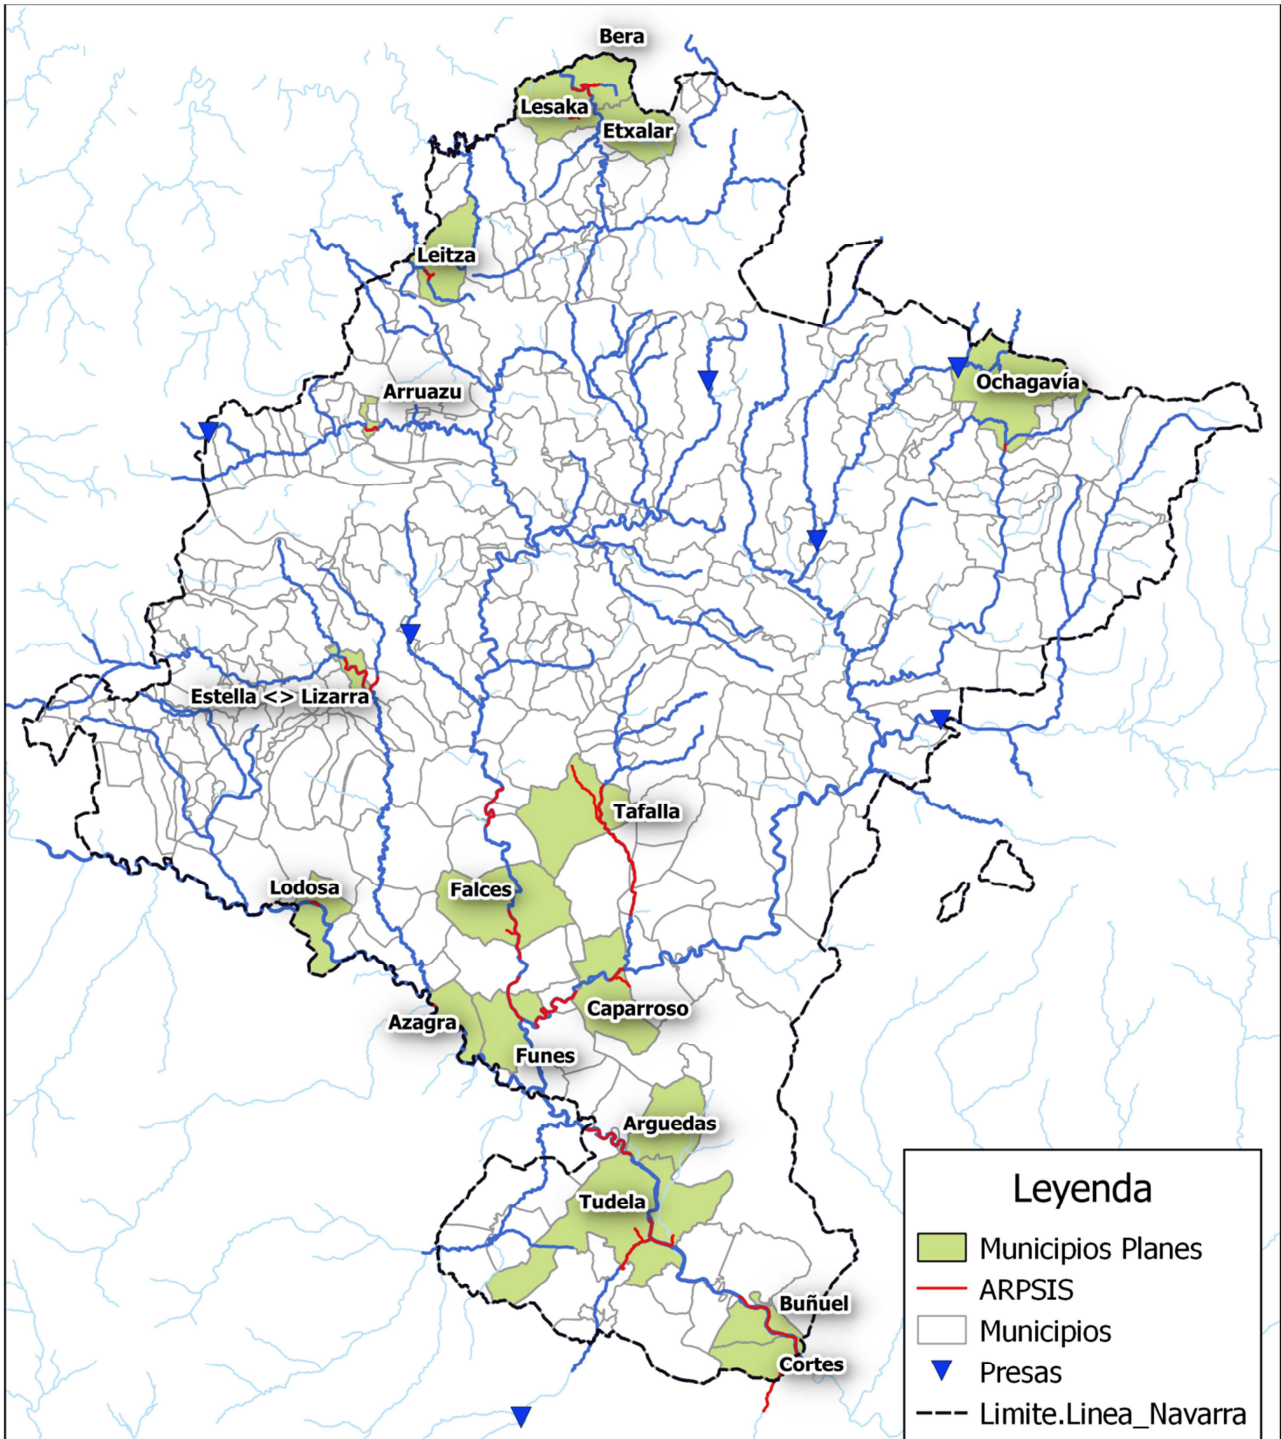 Bera
Lesaka
Etxalar
Leitza
Ochagavía
Arruazu
Estella <> Lizarra
Tafalla
Lodosa
Falces
Caparroso
Azagra
Funes
Arguedas
Tudela
Buñuel
Cortes
Leyenda
Municipios Planes
ARPSIS
Municipios
Presas
Limite.Linea_Navarra